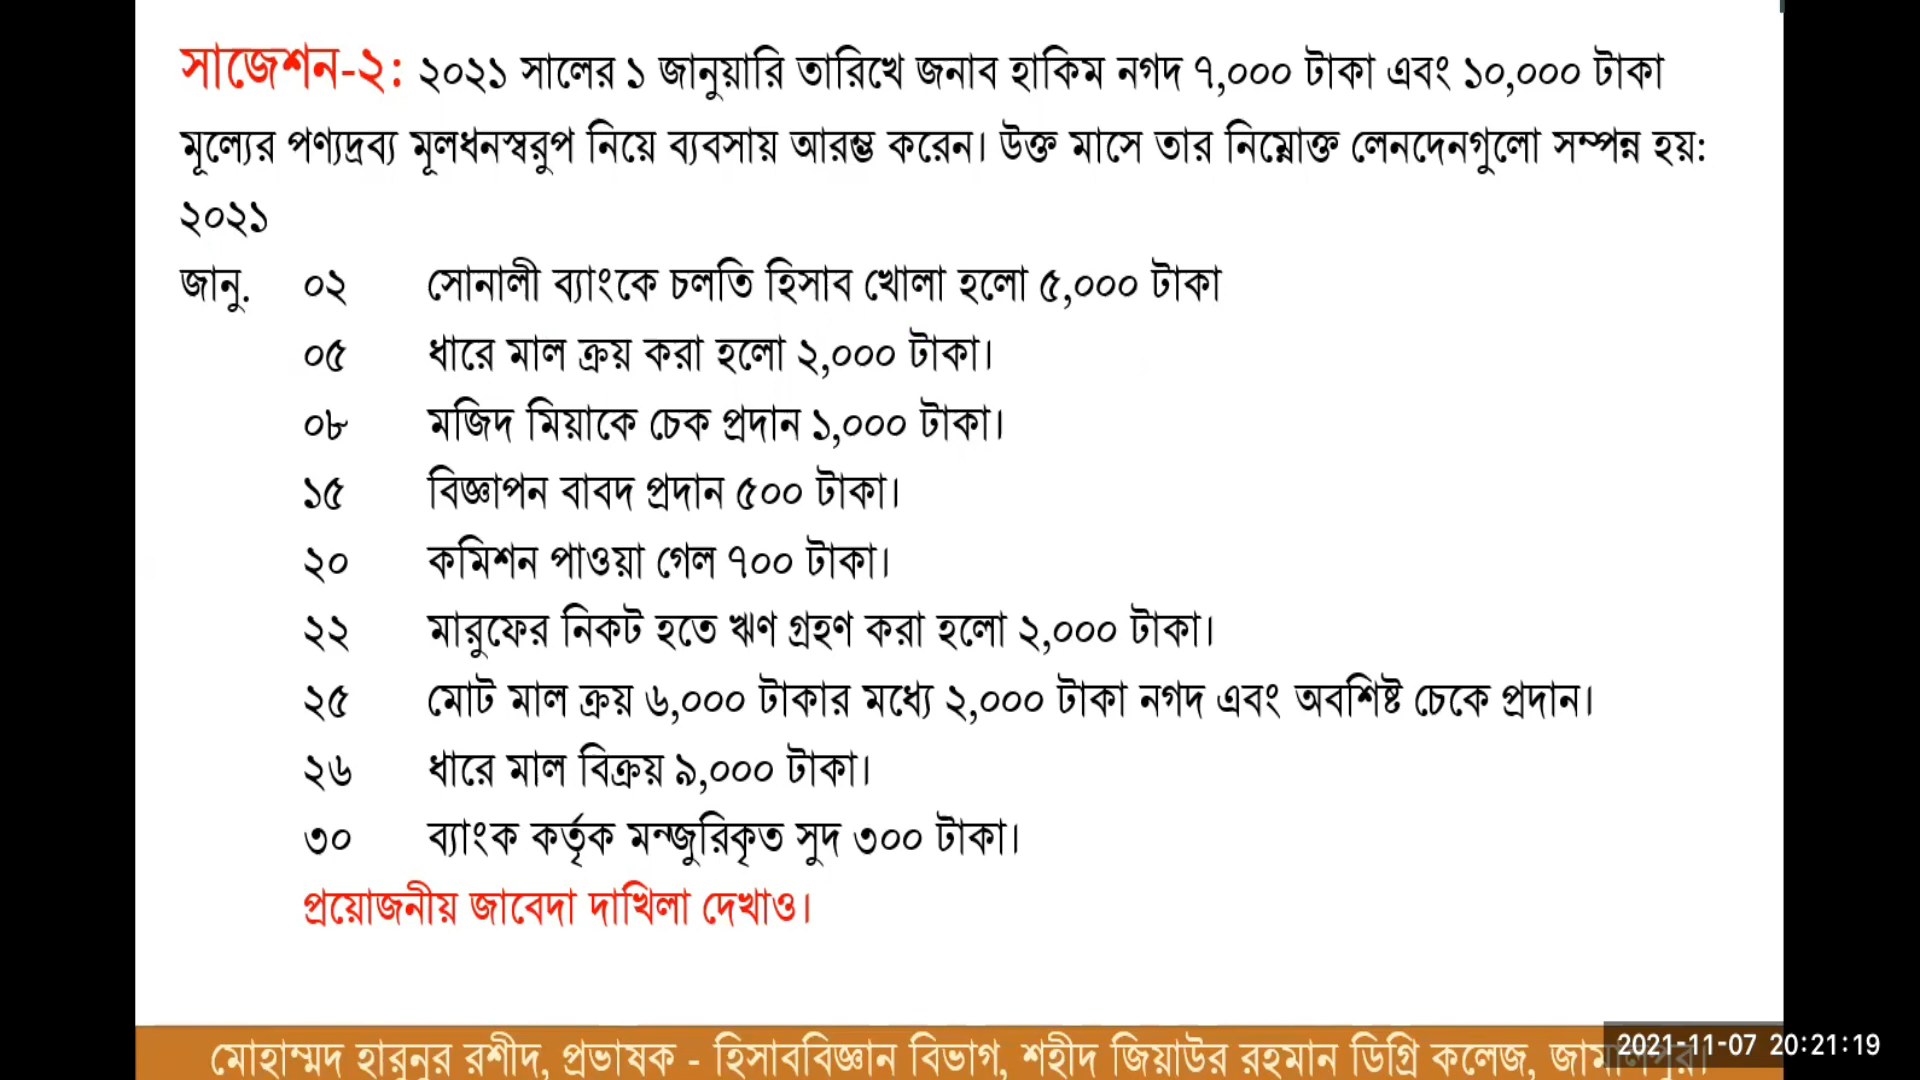 সাজেশন-২: ২০২১ সালের ১ জানুয়ারি তারিখে জনাব হাকিম নগদ ৭,০০০ টাকা এবং ১০,০০০ টাকা
মূল্যের পণ্যদ্রব্য মূলধনস্বরুপ নিয়ে ব্যবসায় আরম্ভ করেন। উক্ত মাসে তার নিম্নোক্ত লেনদেনগুলো সম্পন্ন হয়:
২০২১
জানু. ০২ সোনালী ব্যাংকে চলতি হিসাব খোলা হলো ৫,০০০ টাকা
০৫ ধারে মাল ক্রয় করা হলো ২,০০০ টাকা।
০৮ মজিদ মিয়াকে চেক প্রদান ১,০০০ টাকা।
১৫ বিজ্ঞাপন বাবদ প্রদান ৫০০ টাকা।
২০ কমিশন পাওয়া গেল ৭০০ টাকা।
২২ মারুফের নিকট হতে ঋণ গ্রহণ করা হলো ২,০০০ টাকা।
২৫ মোট মাল ক্রয় ৬,০০০ টাকার মধ্যে ২,০০০ টাকা নগদ এবং অবশিষ্ট চেকে প্রদান।
২৬ ধারে মাল বিক্রয় ৯,০০০ টাকা।
৩০ ব্যাংক কর্তৃক মন্জুরিকৃত সুদ ৩০০ টাকা।
প্রয়োজনীয় জাবেদা দাখিলা দেখাও।
মোহাম্মদ হারুনুর রশীদ, প্রভাষক - হিসাববিজ্ঞান বিভাগ, শহীদ জিয়াউর রহমান ডিগ্রি কলেজ, জামালপুর।
2021-11-07 20:21:19